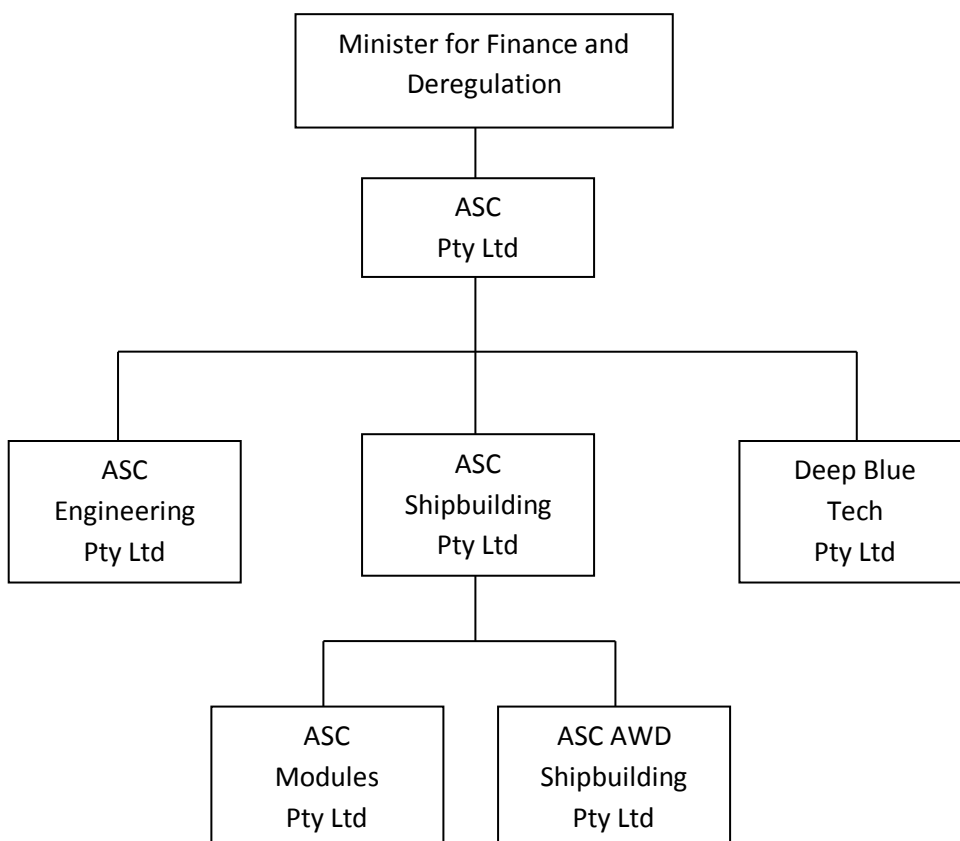 Minister for Finance and
Deregulation
ASC
Pty Ltd
ASC
Engineering
Pty Ltd
ASC
Shipbuilding
Pty Ltd
Deep Blue
Tech
Pty Ltd
ASC
Modules
Pty Ltd
ASC AWD
Shipbuilding
Pty Ltd